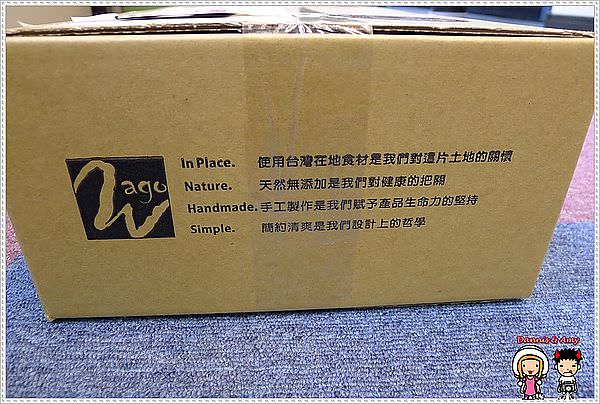 Wago
In Place. 使用台灣在地食材是我們對這片土地的關懷
Nature. 天然無添加是我們對健康的把關
Handmade. 手工製作是我們賦予產品生命力的堅持
Simple. 簡約清爽是我們設計上的哲學
Dannis & Amy